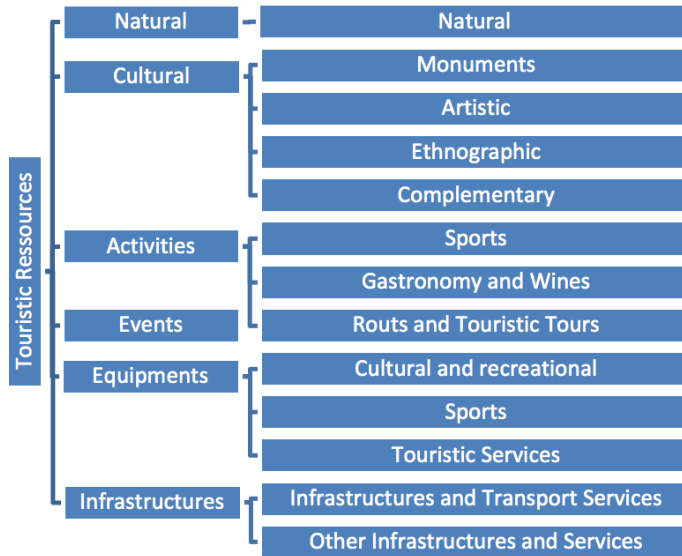 Touristic Ressources
Natural
Natural
Cultural
Monuments
Artistic
Ethnographic
Complementary
Activities
Sports
Gastronomy and Wines
Routs and Touristic Tours
Events
Equipments
Cultural and recreational
Sports
Touristic Services
Infrastructures
Infrastructures and Transport Services
Other Infrastructures and Services